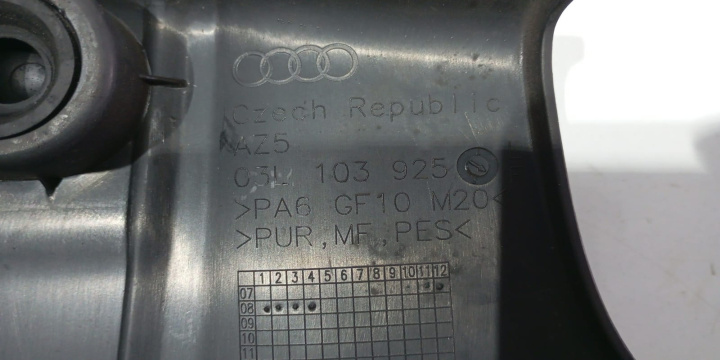 Czech Republic
AZ5
03L 103 925
>PA6 GF10 M20<
>PUR,MF,PES<
1 2 3 4 5 6 7 8 9 10 11 12
07
08
09
10
11